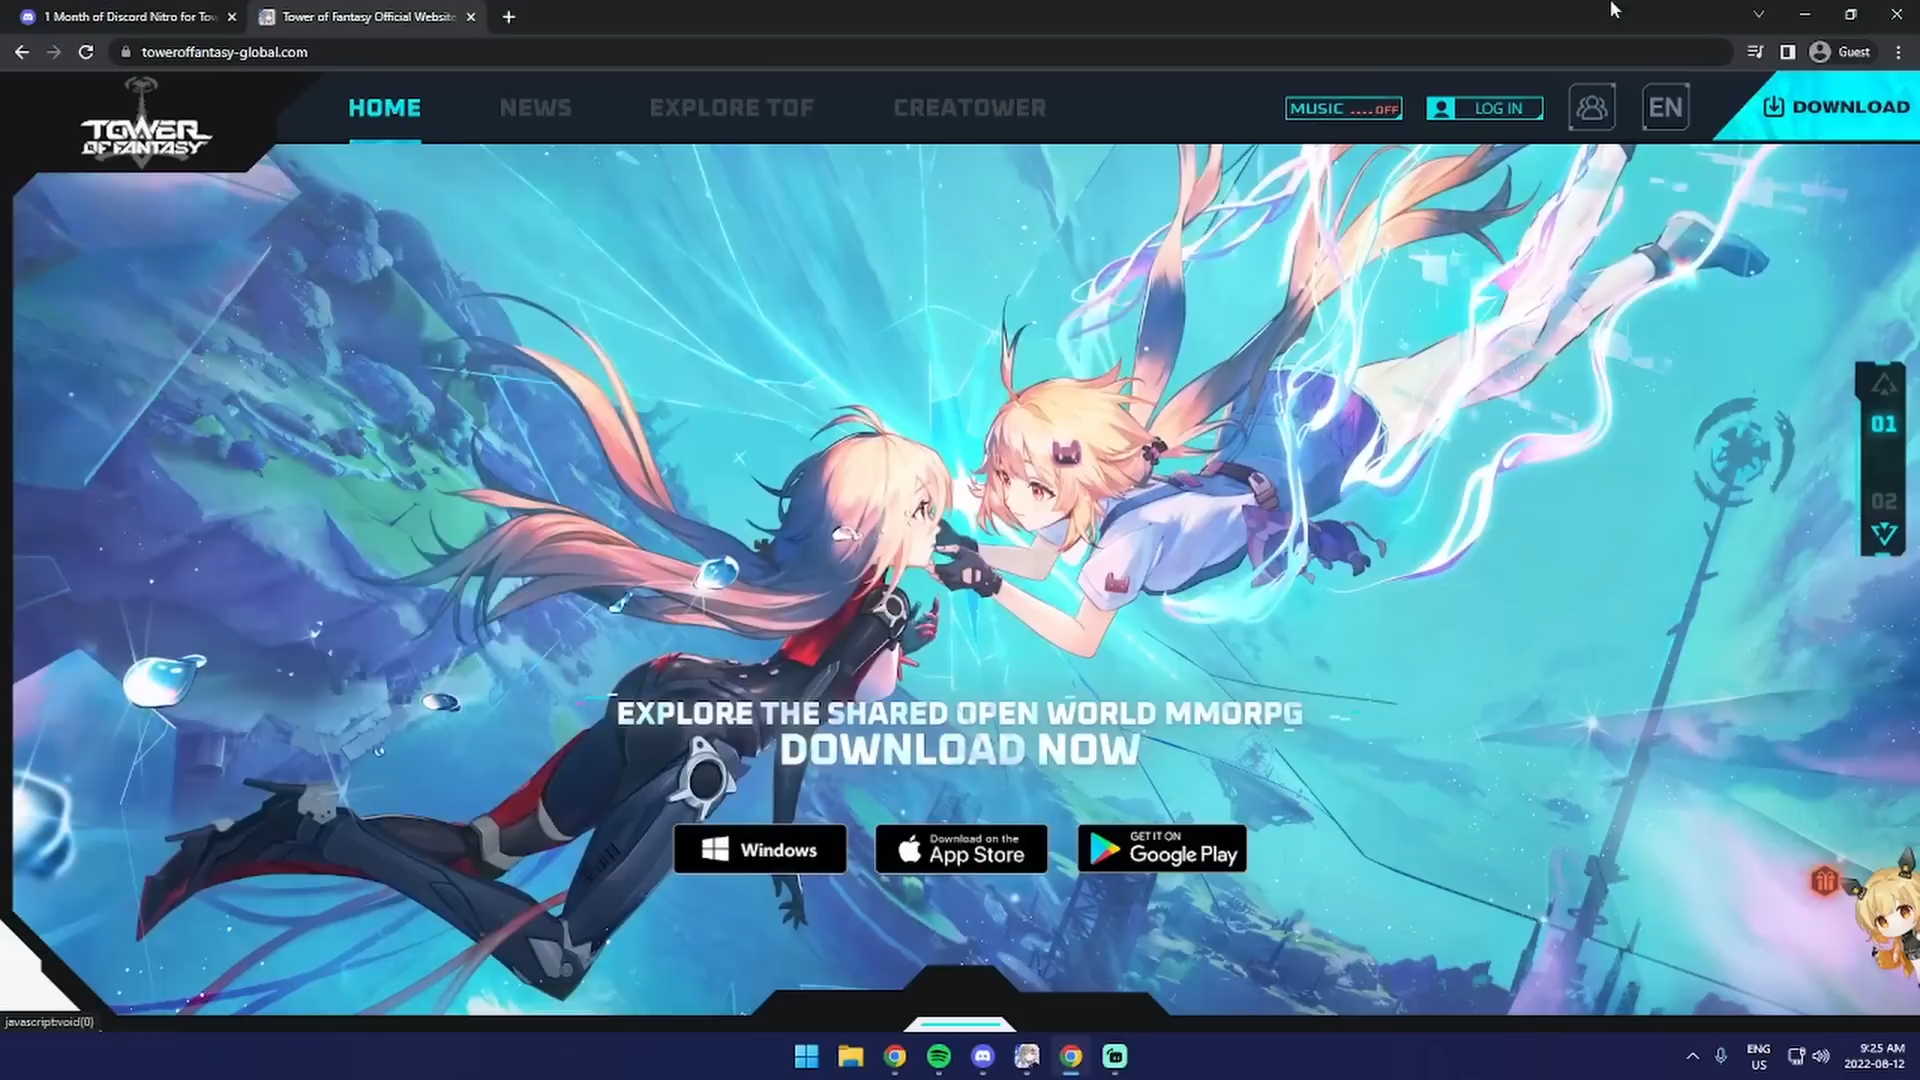 1 Month of Discord Nitro for Tow
Tower of Fantasy Official Website
toweroffantasy-global.com
Guest
TOWER
OF FANTASY
HOME
NEWS
EXPLORE TOF
CREATOWER
MUSIC ....OFF
LOG IN
EN
DOWNLOAD
01
02
EXPLORE THE SHARED OPEN WORLD MMORPG
DOWNLOAD NOW
Windows
Download on the
App Store
GET IT ON
Google Play
javascript:void(0)
ENG
US
9:25 AM
2022-08-12